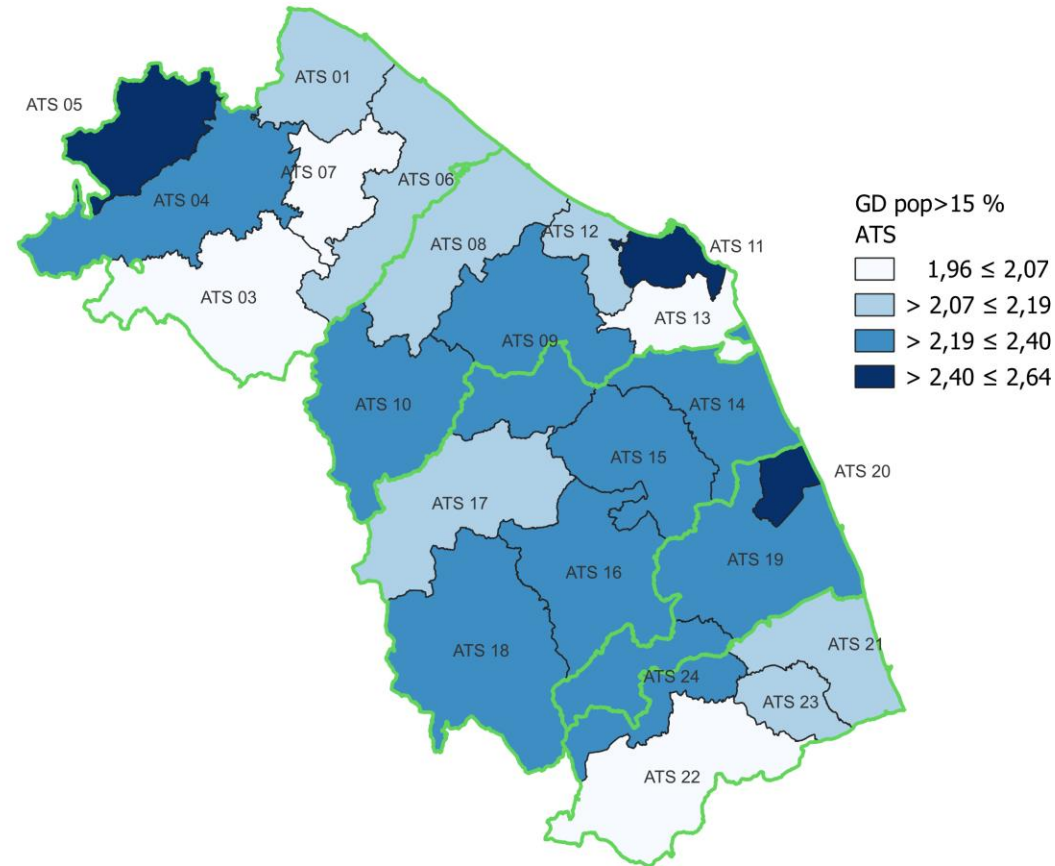 ATS 01
ATS 05
ATS 07
ATS 06
ATS 04
ATS 12
ATS 08
ATS 11
ATS 03
ATS 13
ATS 09
ATS 10
ATS 14
ATS 15
ATS 20
ATS 17
ATS 19
ATS 16
ATS 21
ATS 18
ATS 24
ATS 23
ATS 22
GD pop>15 %
ATS
1,96 ≤ 2,07
> 2,07 ≤ 2,19
> 2,19 ≤ 2,40
> 2,40 ≤ 2,64